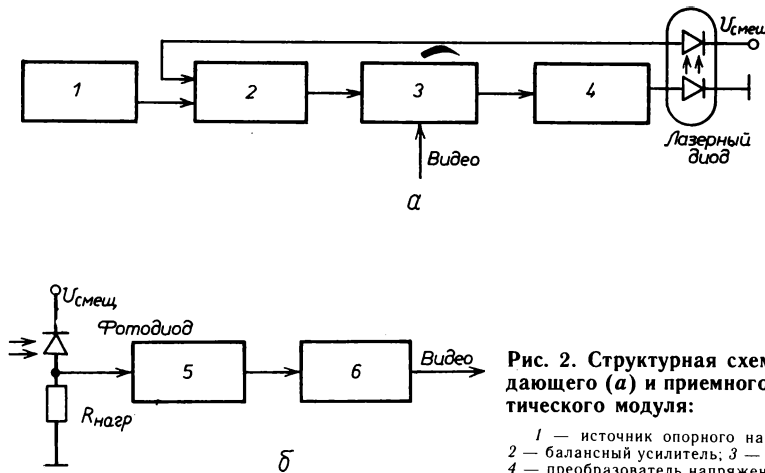 Uсмещ
1
2
3
4
Видео
Лазерный
диод
а
Uсмещ
Фотодиод
5
6
Видео
Rнагр
б
Рис. 2. Структурная схем
дающего (а) и приемного
тического модуля:
1 — источник опорного на
2 — балансный усилитель; 3 —
4 — преобразователь напряжен